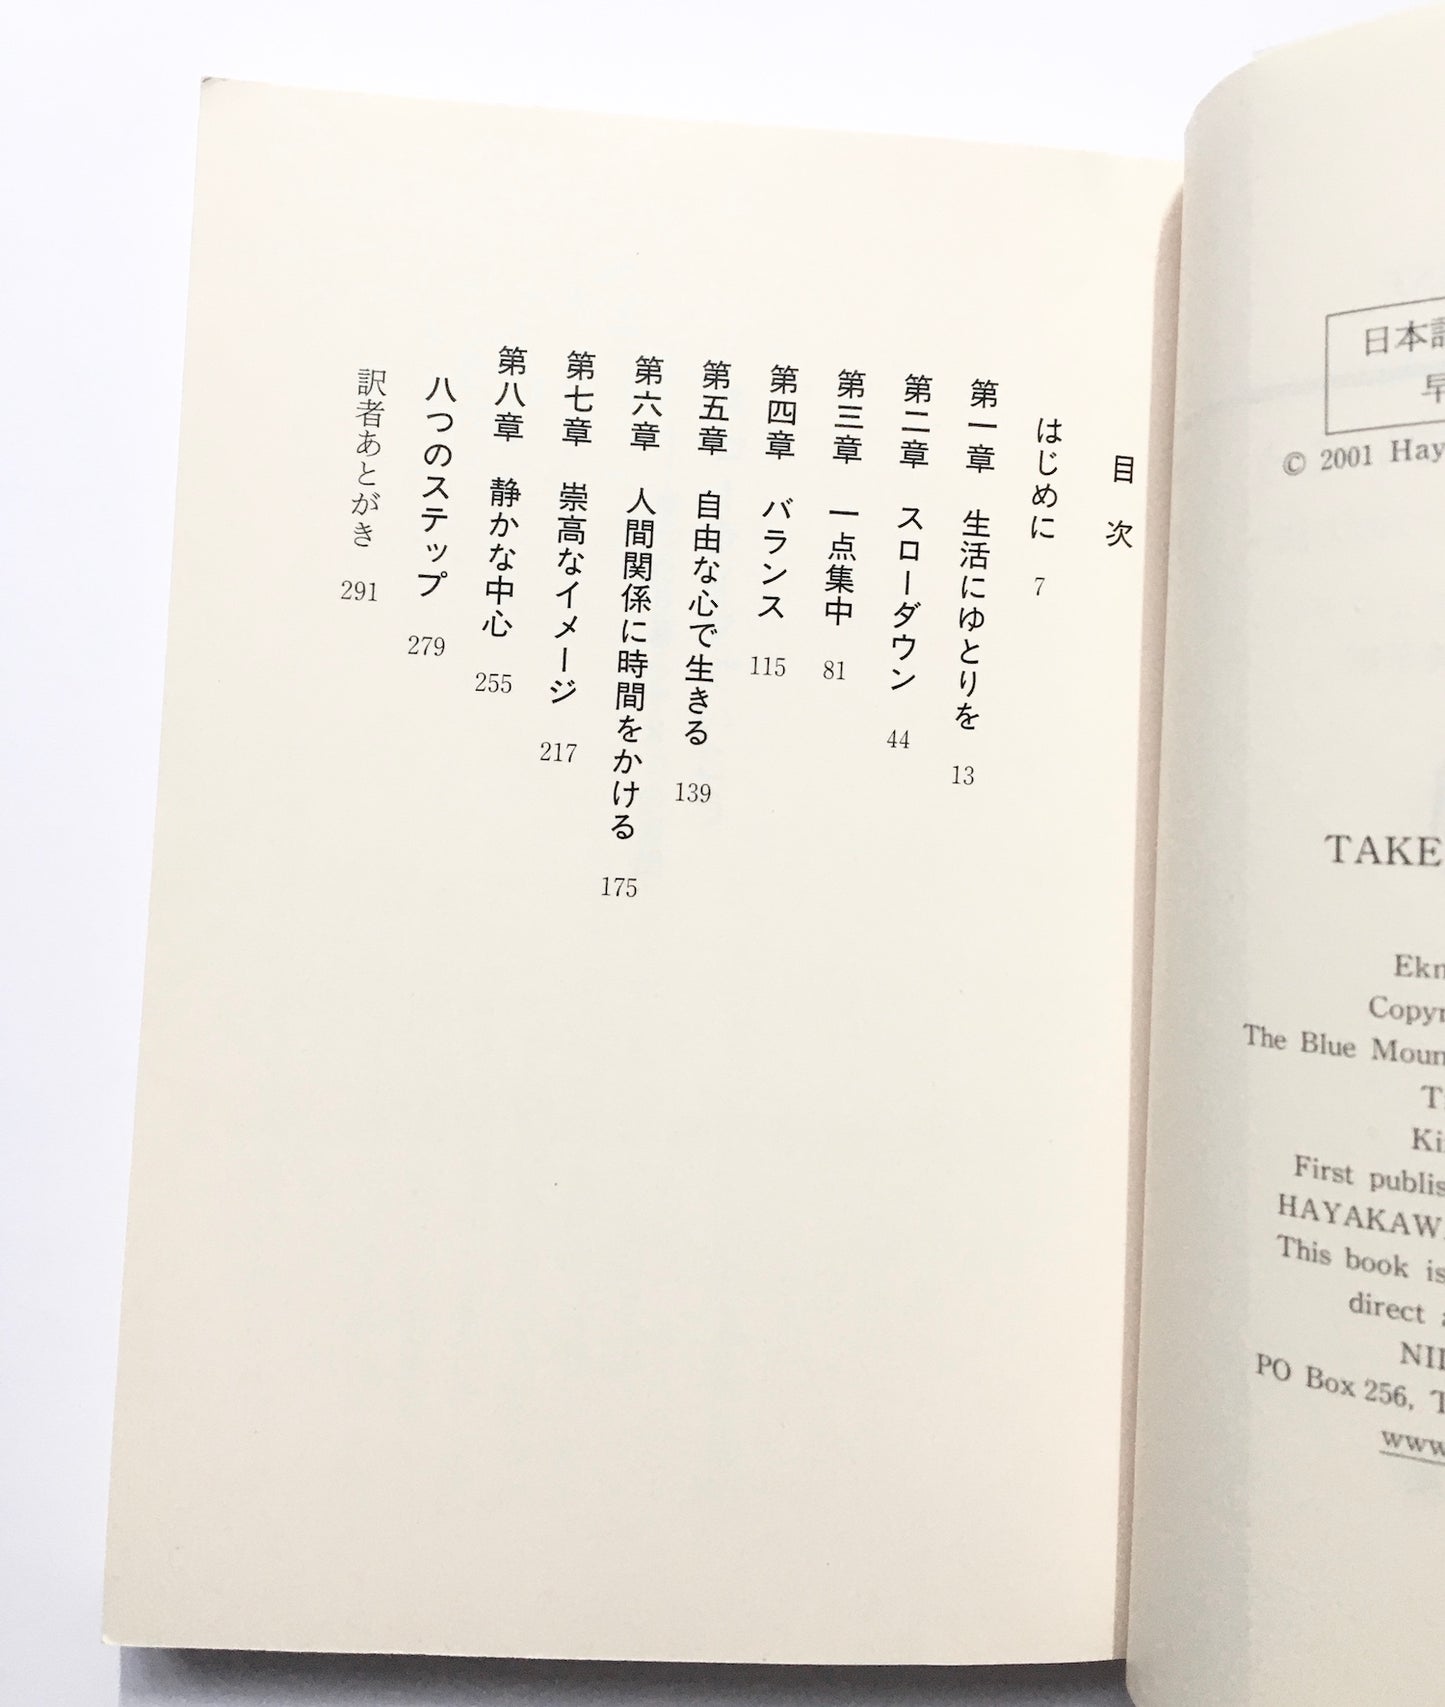 目次
はじめに 7
第一章 生活にゆとりを 13
第二章 スローダウン 44
第三章 一点集中 81
第四章 バランス 115
第五章 自由な心で生きる 139
第六章 人間関係に時間をかける 175
第七章 崇高なイメージ 217
第八章 静かな中心 255
八つのステップ 279
訳者あとがき 291
日本語
早
© 2001 Hay
TAKE
Ekn
Copyr
The Blue Moun
T
Ki
First publis
HAYAKAW
This book is
direct a
NI
PO Box 256, T
www